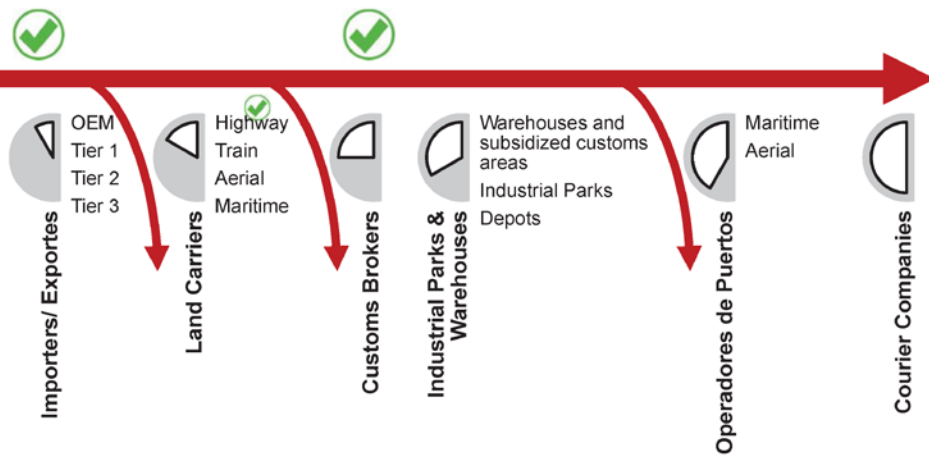 OEM
Tier 1
Tier 2
Tier 3
Importers/ Exportes
Highway
Train
Aerial
Maritime
Land Carriers
Customs Brokers
Warehouses and
subsidized customs
areas
Industrial Parks
Depots
Industrial Parks &
Warehouses
Maritime
Aerial
Operadores de Puertos
Courier Companies